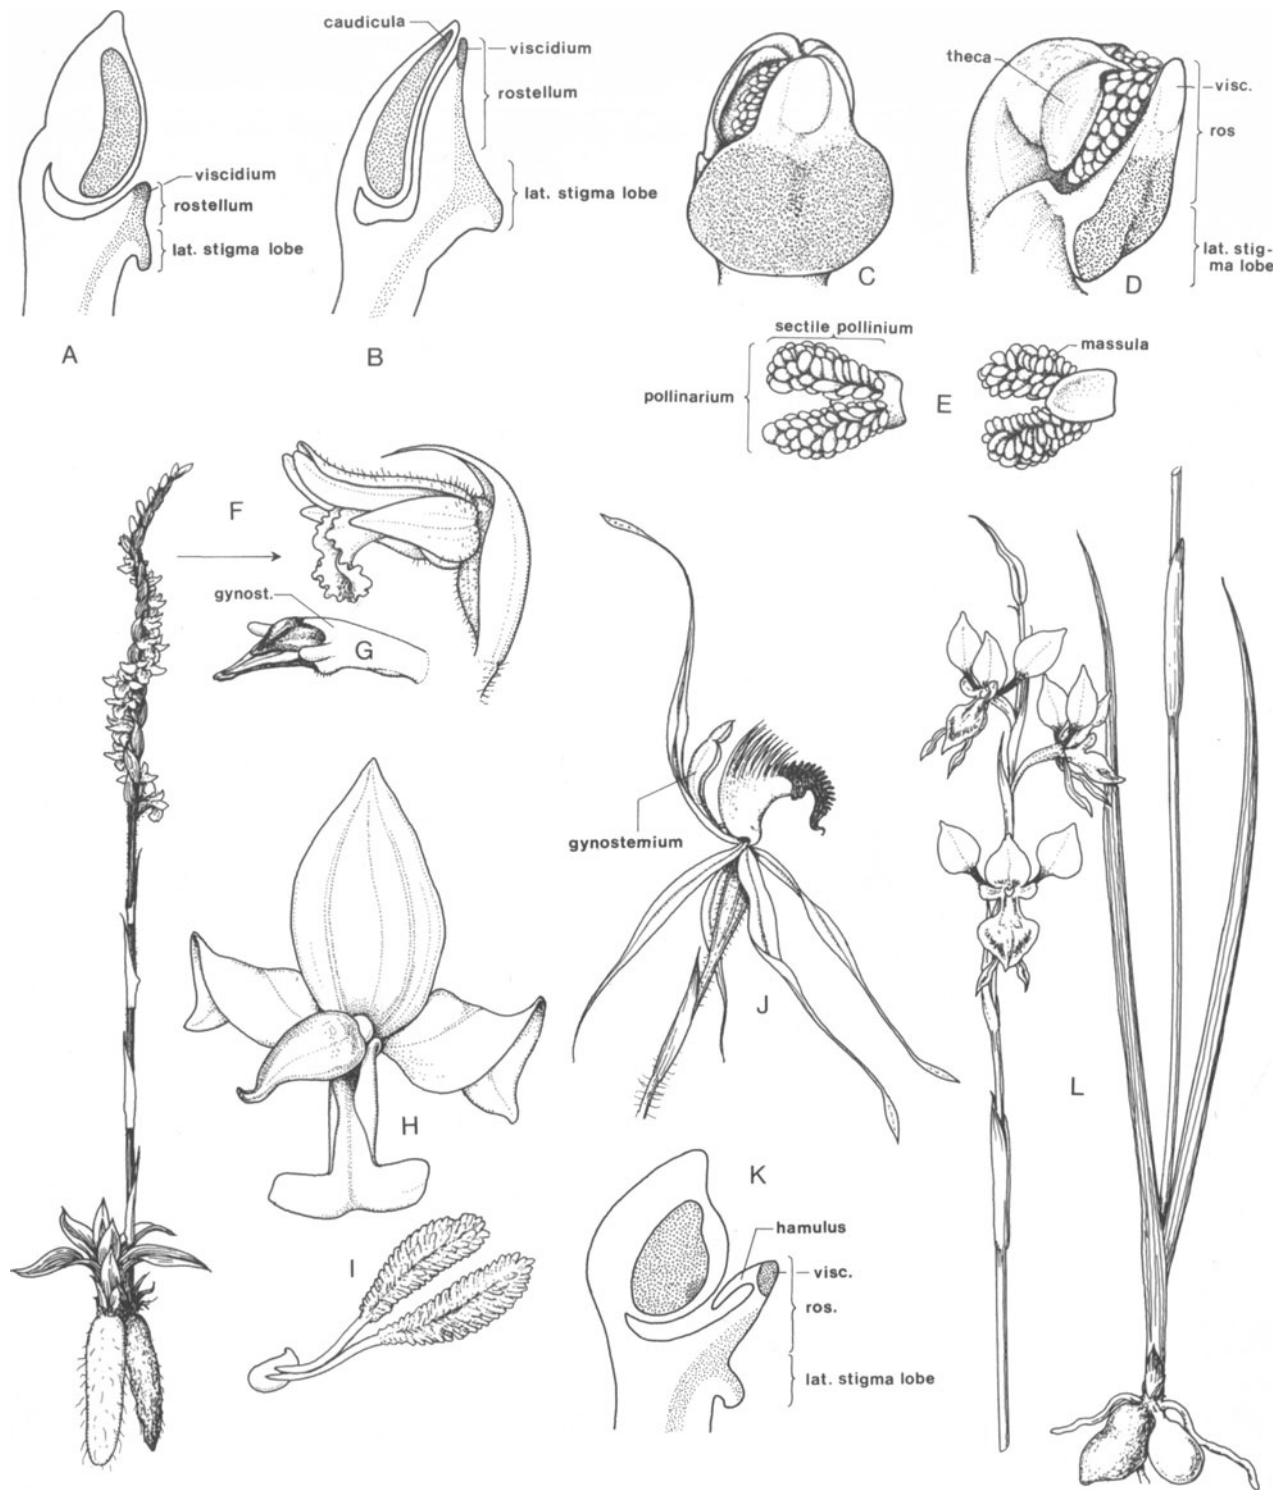 caudicula
viscidium
rostellum
lat. stigma lobe
viscidium
rostellum
lat. stigma lobe
A
B
C
theca
visc.
ros
lat. stig-
ma lobe
D
sectile pollinium
pollinarium
E
massula
F
gynost.
G
H
I
gynostemium
J
K
hamulus
visc.
ros.
lat. stigma lobe
L